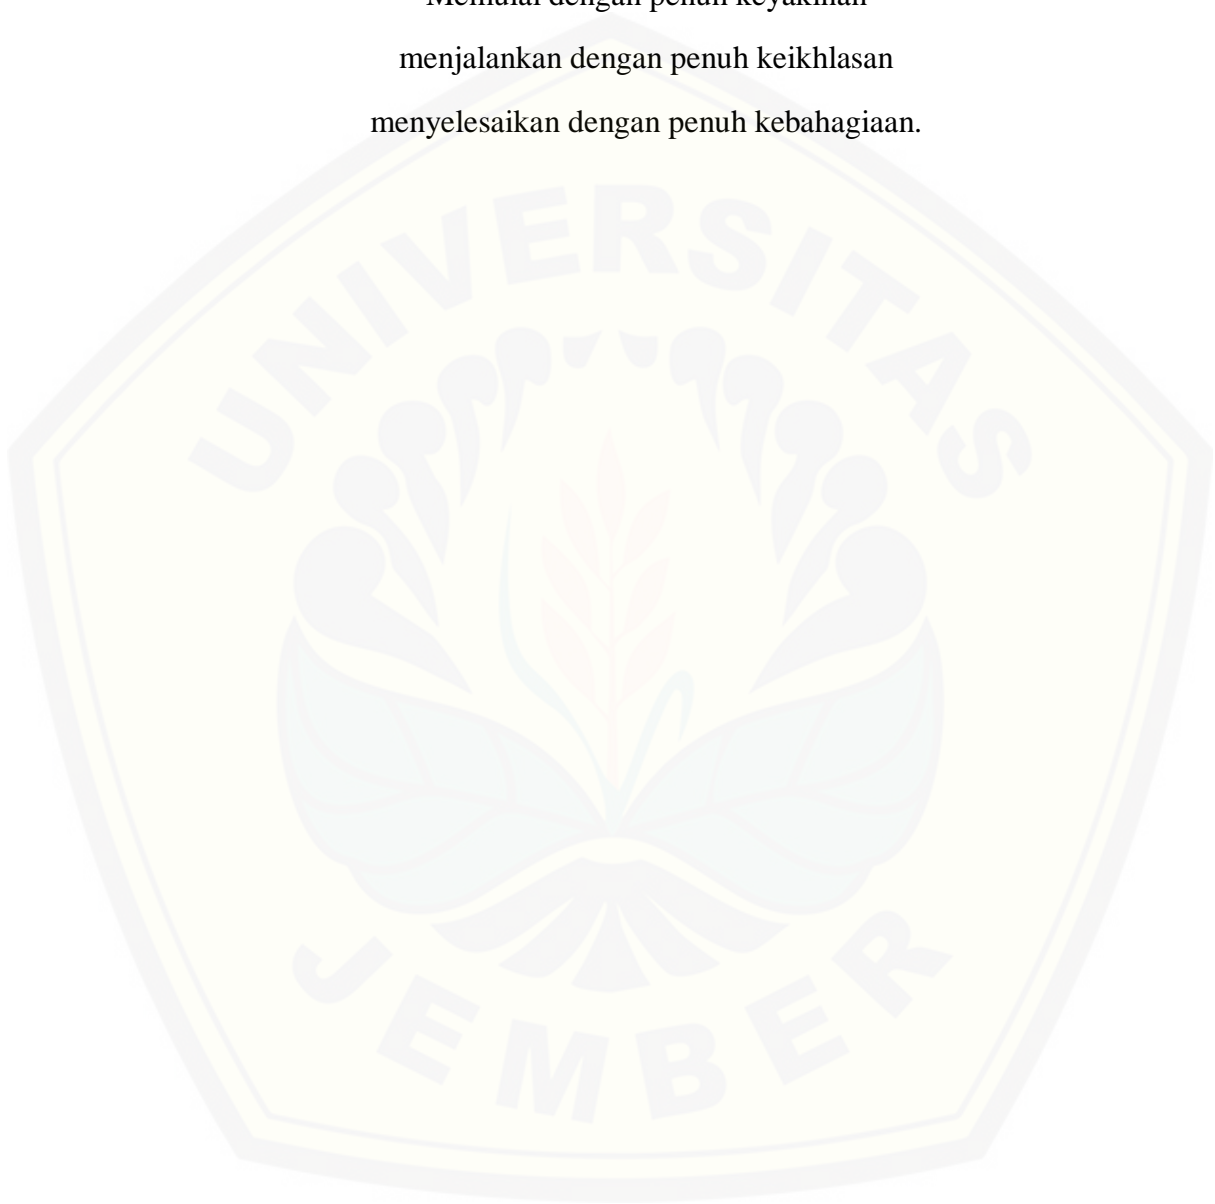 Memulai dengan penuh keyakinan
menjalankan dengan penuh keikhlasan
menyelesaikan dengan penuh kebahagiaan.
UNIVERSITAS
JEMBER